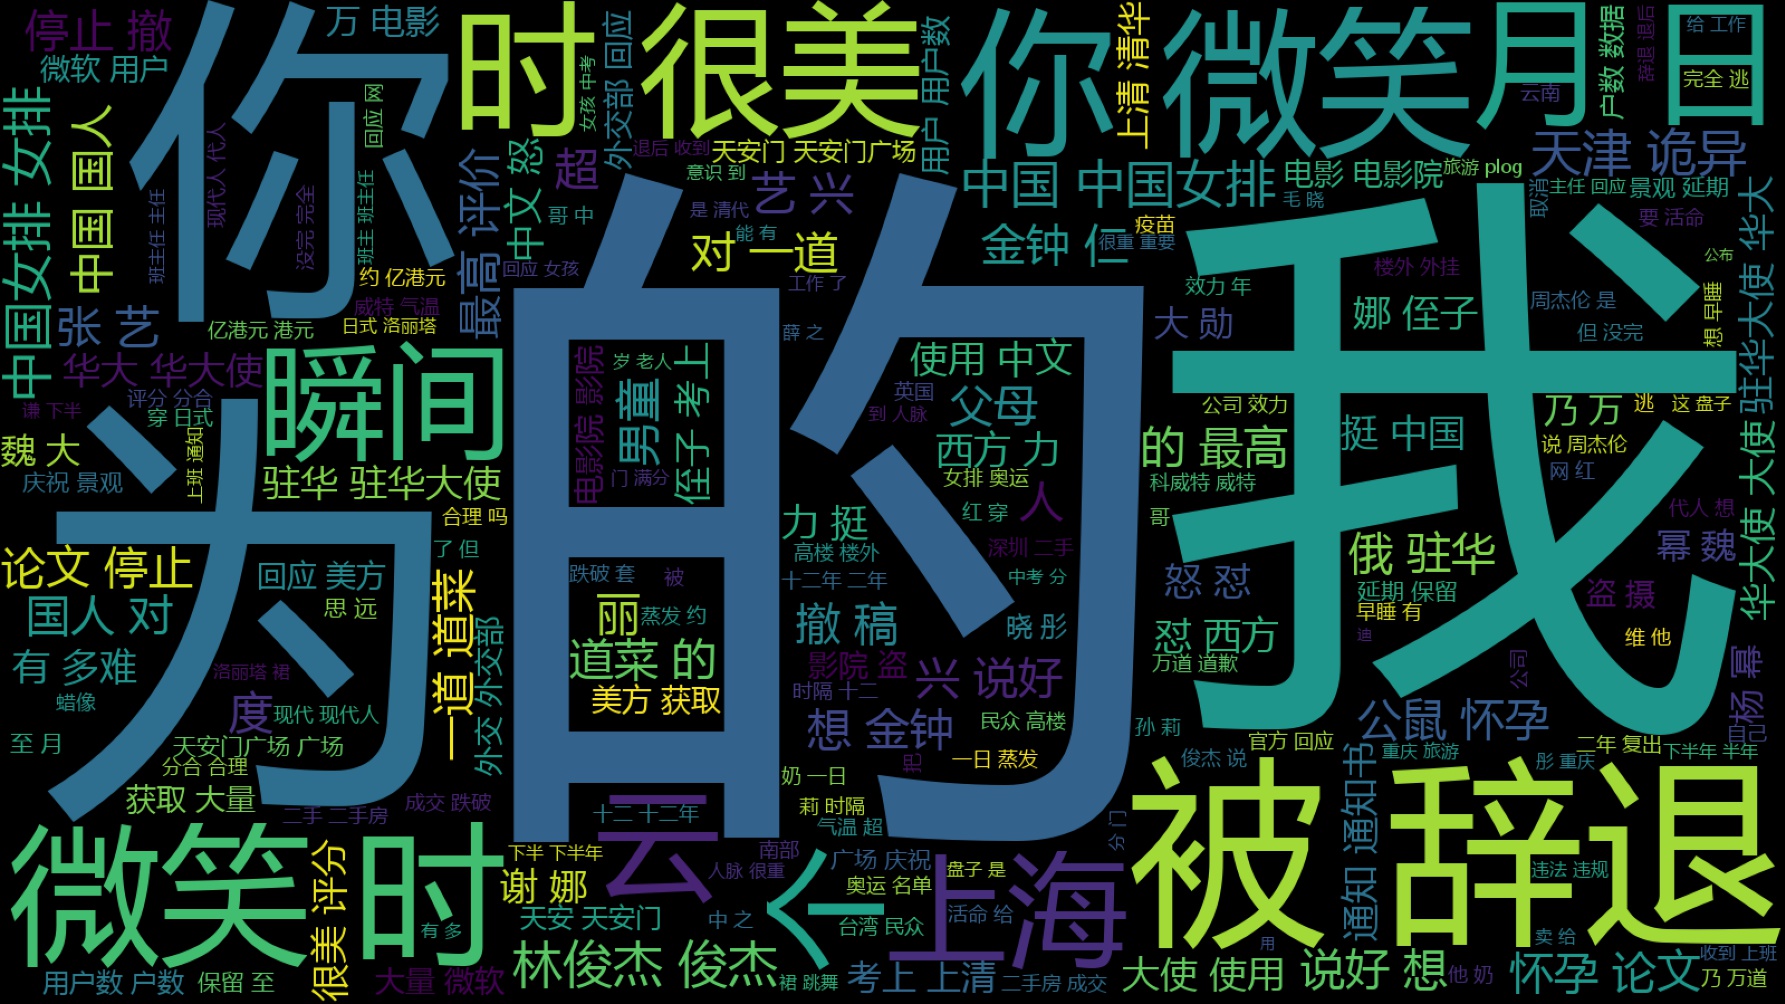 停止 撤
万 电影
你
时
很美
你
微笑
月
日
给 工作
微软 用户
女孩 中考
外交部 回应
用户 用户数
上清 清华
户数 数据
辞退 退后
完全 逃
云南
中国女排 女排
中国 国人
现代人 代人
回应 网
退后 收到
天安门 天安门广场
天津 诡异
最高 评价
中文 怒
超
意识 到
艺 兴
中国 中国女排
电影 电影院
旅游 plog
取消
主任 回应
景观 延期
班主任 主任
没完 完全
班主 班主任
哥 中
是 清代
毛 晓
要 活命
能 有
疫苗
对 一道
金钟 仁
很重 重要
楼外 外挂
公布
约 亿港元
回应 女孩
工作 了
效力 年
周杰伦 是
威特 气温
娜 侄子
想 早睡
驻华大使 华大
张 艺
亿港元 港元
日式 洛丽塔
薛 之
大 勋
但 没完
的
我
华大 华大使
瞬间
电影院 影院
岁 老人
侄子 考上
使用 中文
评分 分合
男童
英国
父母
到 人脉
公司 效力
乃 万
逃
这 盘子
谦 下半
穿 日式
为
魏 大
上班 通知
西方 力
的 最高
挺 中国
说 周杰伦
庆祝 景观
驻华 驻华大使
门 满分
女排 奥运
科威特 威特
网 红
华大使 大使
合理 吗
力 挺
红 穿
人
哥
代人 想
论文 停止
了 但
高楼 楼外
深圳 二手
俄 驻华
幂 魏
回应 美方
一道 道菜
跌破 套
被
十二年 二年
中考 分
怒 怼
延期 保留
盗 摄
国人 对
思 远
丽
蒸发 约
撤 稿
晓 彤
早睡 有
怼 西方
迪
维 他
有 多难
外交 外交部
道菜 的
影院 盗
兴 说好
万道 道歉
公司
洛丽塔 裙
美方 获取
时隔 十二
蜡像
度
现代 现代人
想 金钟
民众 高楼
孙 莉
公鼠 怀孕
杨 幂
至 月
天安门广场 广场
官方 回应
二年 复出
下半年 半年
分合 合理
把
一日 蒸发
俊杰 说
重庆 旅游
彤 重庆
获取 大量
奶 一日
二手 二手房
成交 跌破
十二 十二年
莉 时隔
被
辞退
通知 通知书
微笑
时
云
气温 超
分 门
很美 评分
下半 下半年
南部
个
广场 庆祝
上海
谢 娜
人脉 很重
奥运 名单
盘子 是
违法 违规
天安 天安门
中 之
台湾 民众
活命 给
有 多
用
卖 给
林俊杰 俊杰
收到 上班
用户数 户数
保留 至
大量 微软
裙 跳舞
考上 上清
二手房 成交
大使 使用
说好 想
他 奶
怀孕 论文
乃 万道